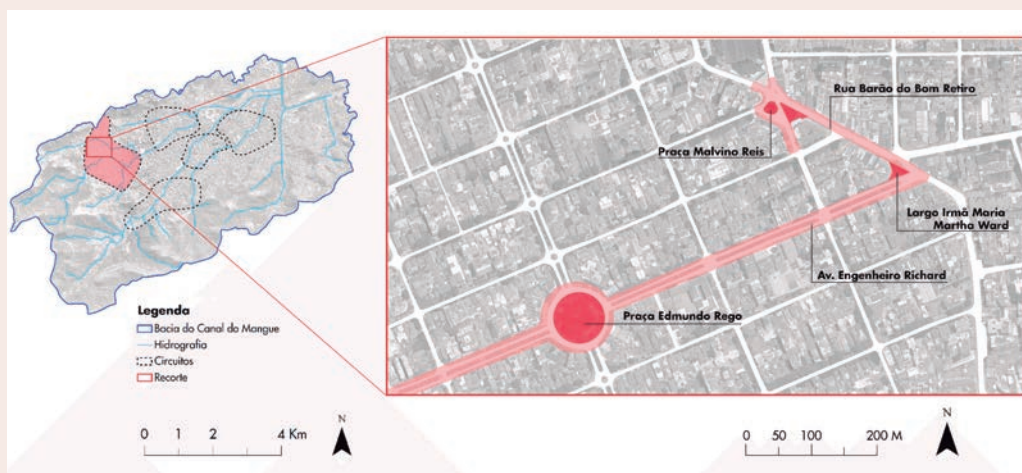 Rua Barão do Bom Retiro
Praça Malvino Reis
Largo Irmã Maria
Martha Ward
Av. Engenheiro Richard
Praça Edmundo Rego
Legenda
Bacia do Canal do Mangue
Hidrografia
Circuitos
Recorte
0 1 2 4 Km
N
0 50 100 200 M
N